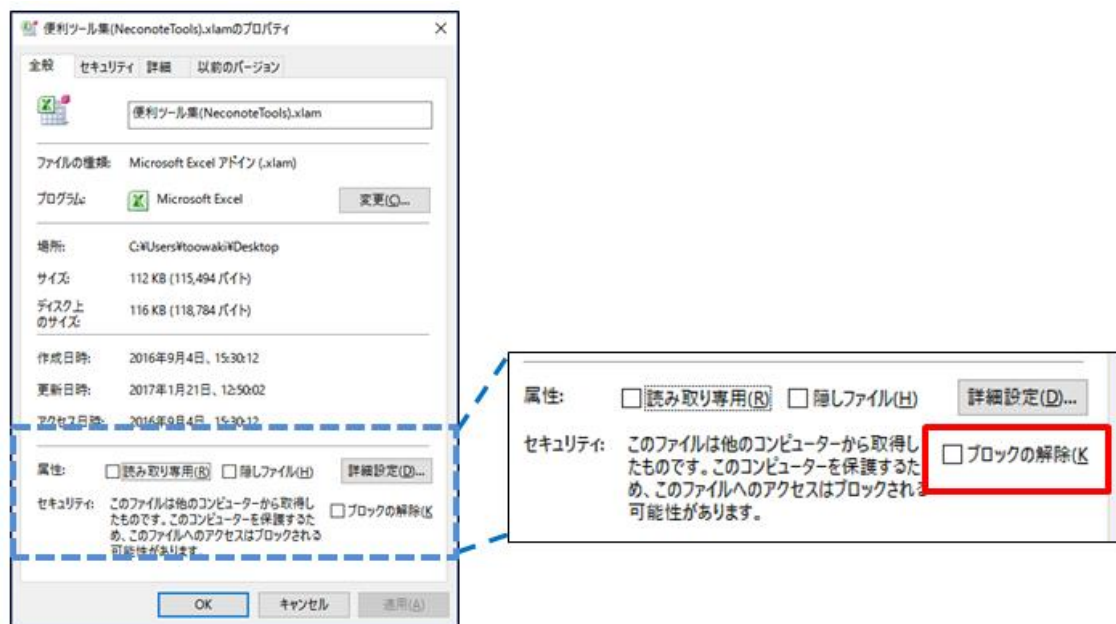 便利ツール集(NeconoteTools).xlamのプロパティ
全般 セキュリティ 詳細 以前のバージョン
便利ツール集(NeconoteTools).xlam
ファイルの種類: Microsoft Excel アドイン (.xlam)
プログラム: Microsoft Excel 変更(C)...
場所: C:¥Users¥toowaki¥Desktop
サイズ: 112 KB (115,494 バイト)
ディスク上
のサイズ: 116 KB (118,784 バイト)
作成日時: 2016年9月4日、15:30:12
更新日時: 2017年1月21日、12:50:02
アクセス日時: 2016年9月4日、15:30:12
属性: 読み取り専用(R) 隠しファイル(H) 詳細設定(D)...
セキュリティ: このファイルは他のコンピューターから取得し
たものです。このコンピューターを保護するた
め、このファイルへのアクセスはブロックされる
可能性があります。
ブロックの解除(K
OK キャンセル 適用(A)
属性: 読み取り専用(R) 隠しファイル(H) 詳細設定(D)...
セキュリティ: このファイルは他のコンピューターから取得し
たものです。このコンピューターを保護するた
め、このファイルへのアクセスはブロックされる
可能性があります。
ブロックの解除(K